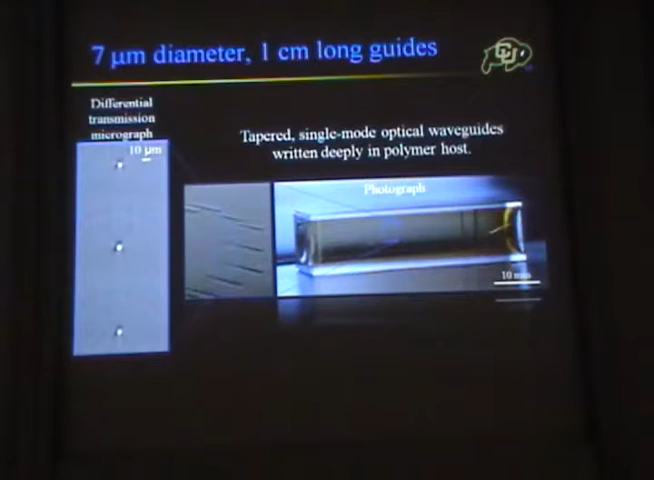 7 µm diameter, 1 cm long guides
CU
Differential
transmission
micrograph
10 µm
Tapered, single-mode optical waveguides
written deeply in polymer host.
Photograph
10 mm